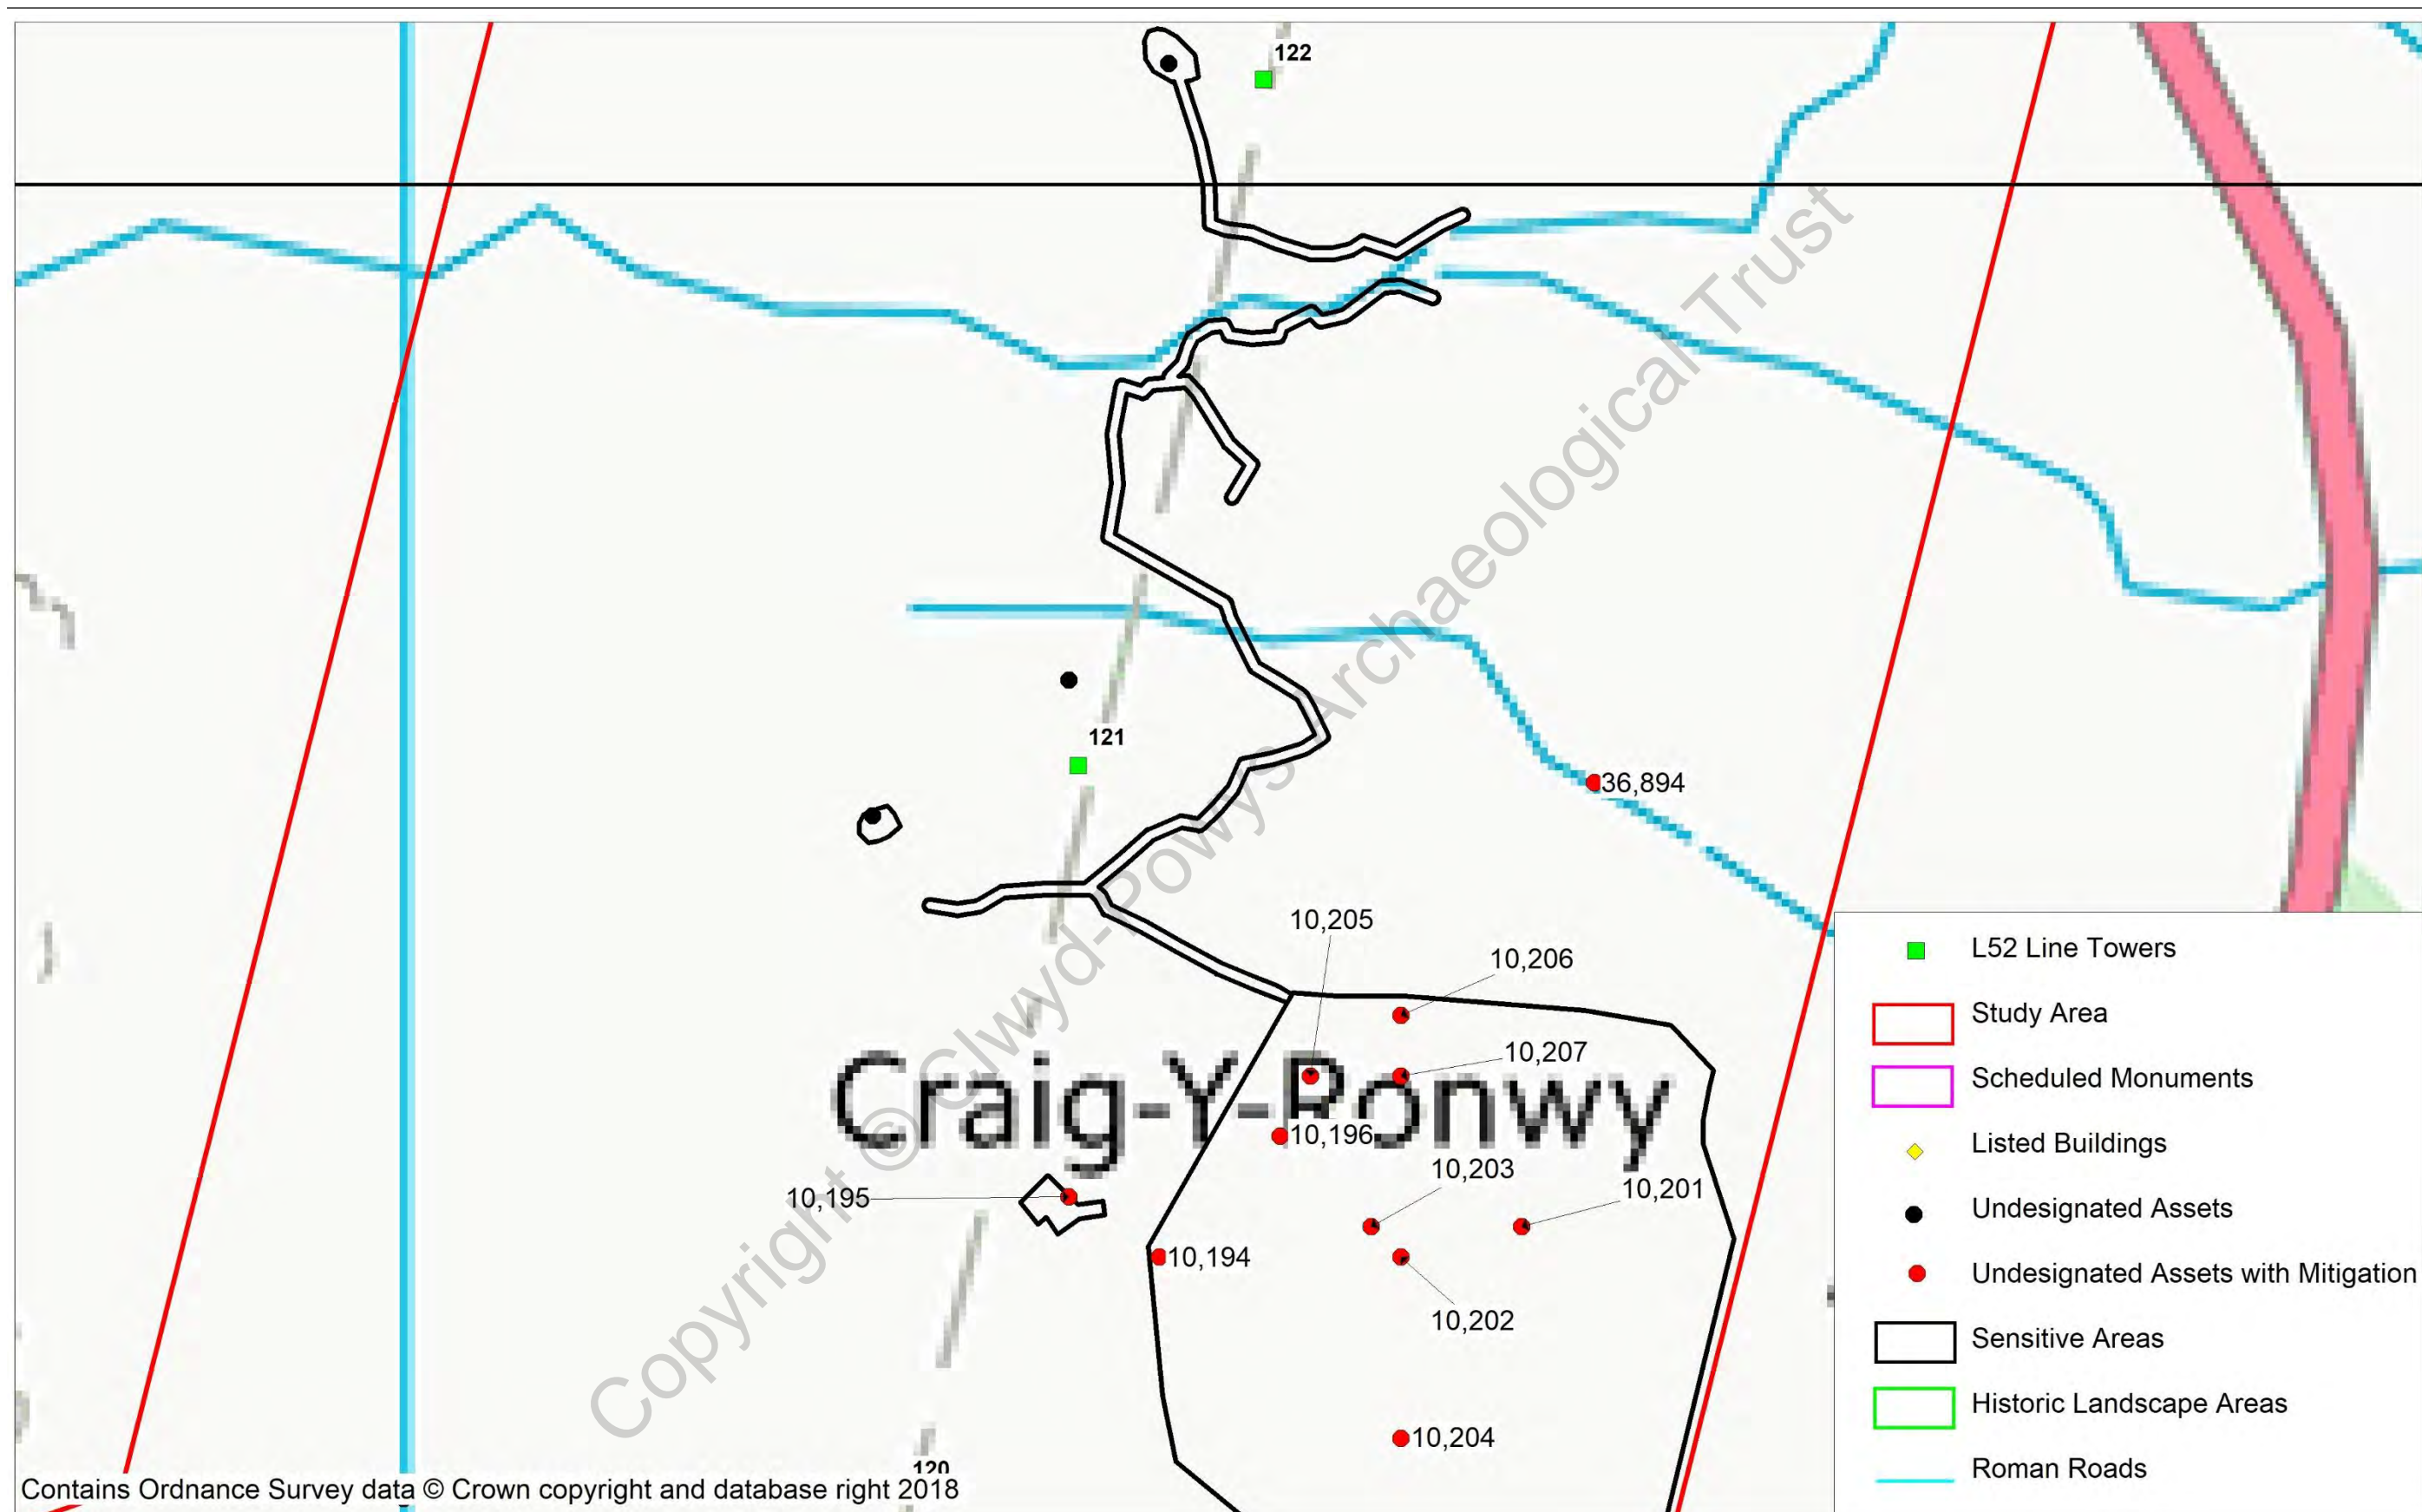 122
121
36,894
10,205
10,206
10,207
Craig-Y-Ronwy
10,196
10,203
10,201
10,195
10,194
10,202
10,204
120
Copyright © Clwyd-Powys Archaeological Trust
Contains Ordnance Survey data © Crown copyright and database right 2018
L52 Line Towers
Study Area
Scheduled Monuments
Listed Buildings
Undesignated Assets
Undesignated Assets with Mitigation
Sensitive Areas
Historic Landscape Areas
Roman Roads